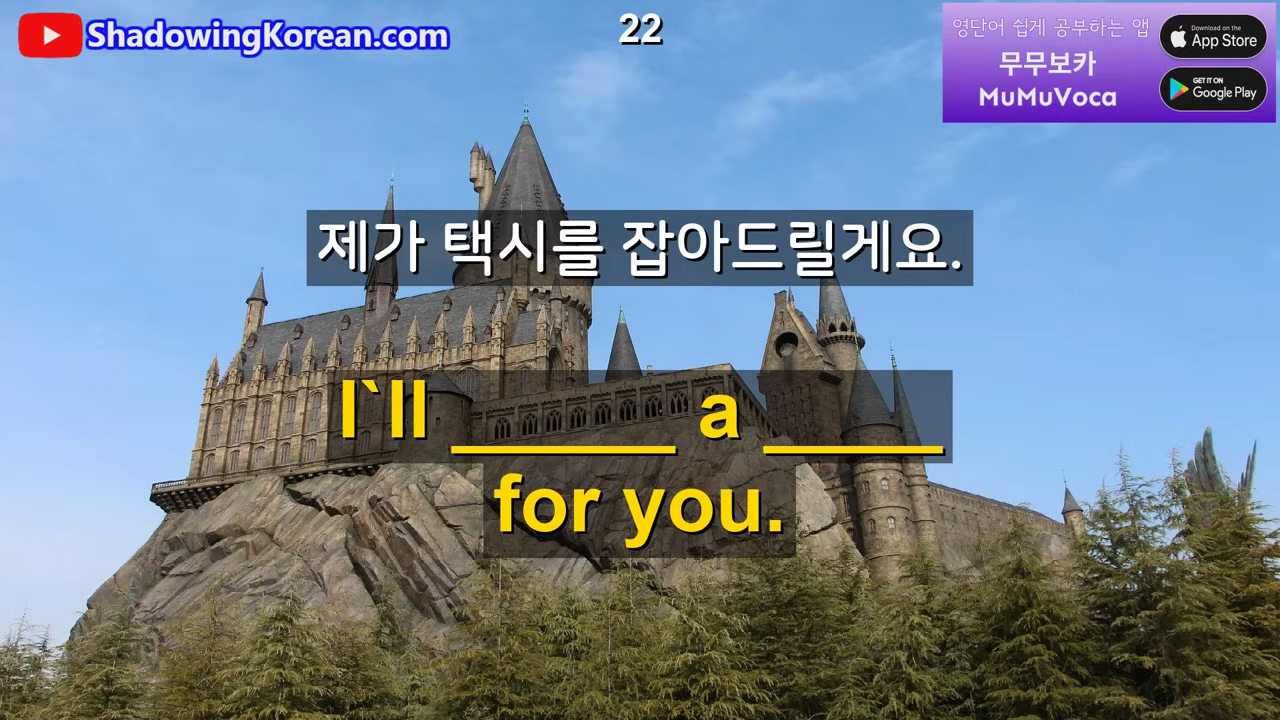 ShadowingKorean.com
22
영단어 쉽게 공부하는 앱
무무보카
MuMuVoca
Download on the
App Store
GET IT ON
Google Play
제가 택시를 잡아드릴게요.
I`ll _____ a ____
for you.